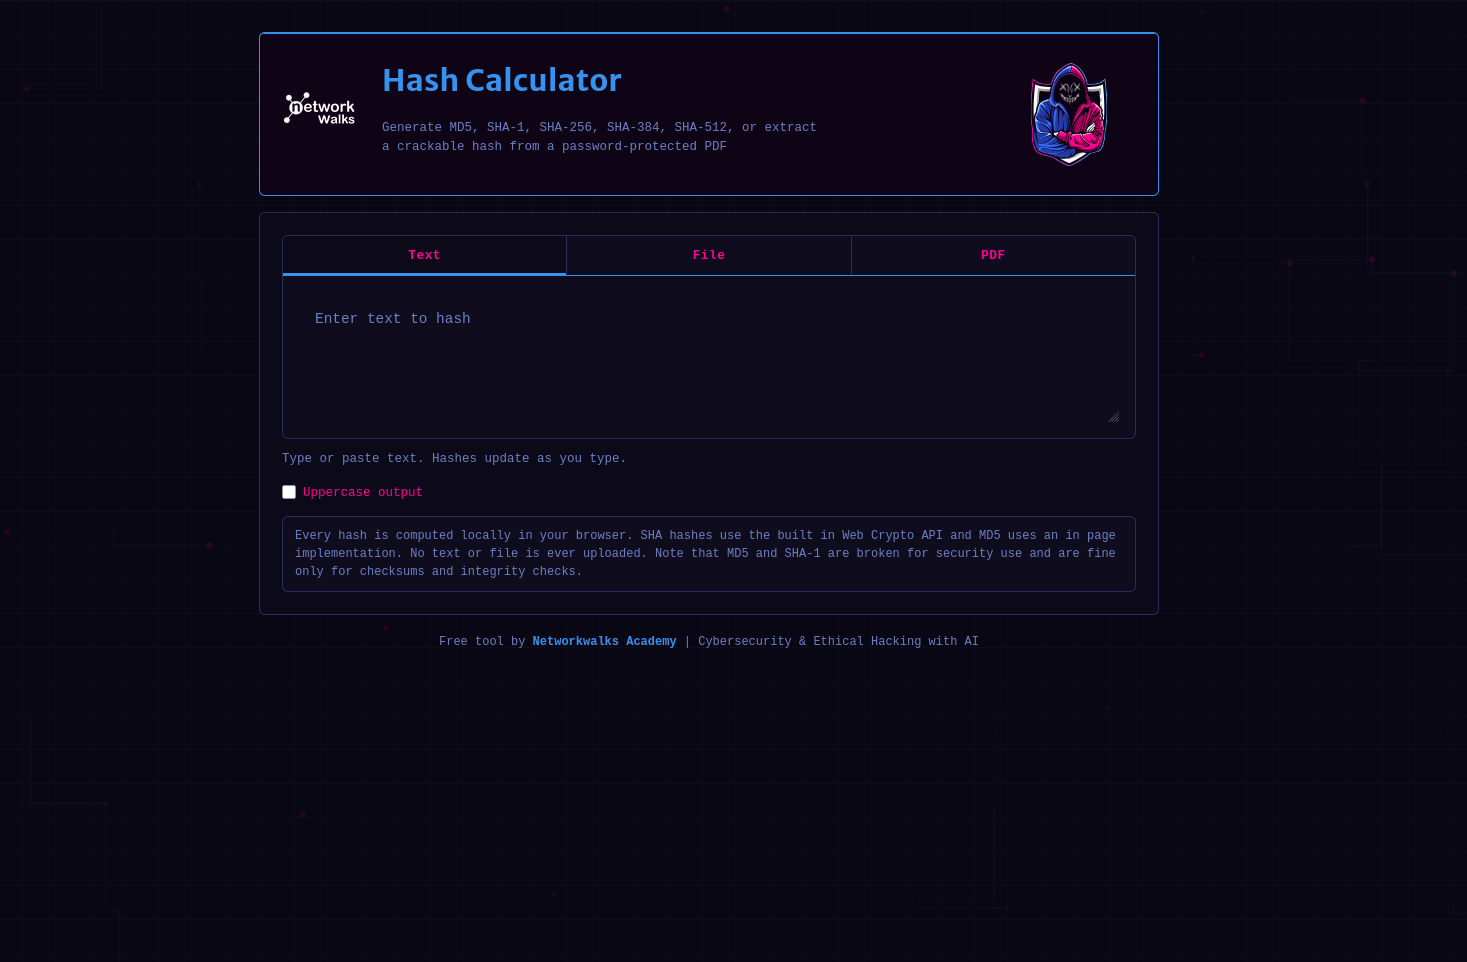 network
walks
Hash Calculator
Generate MD5, SHA-1, SHA-256, SHA-384, SHA-512, or extract
a crackable hash from a password-protected PDF
Text
File
PDF
Enter text to hash
Type or paste text. Hashes update as you type.
Uppercase output
Every hash is computed locally in your browser. SHA hashes use the built in Web Crypto API and MD5 uses an in page
implementation. No text or file is ever uploaded. Note that MD5 and SHA-1 are broken for security use and are fine
only for checksums and integrity checks.
Free tool by Networkwalks Academy | Cybersecurity & Ethical Hacking with AI